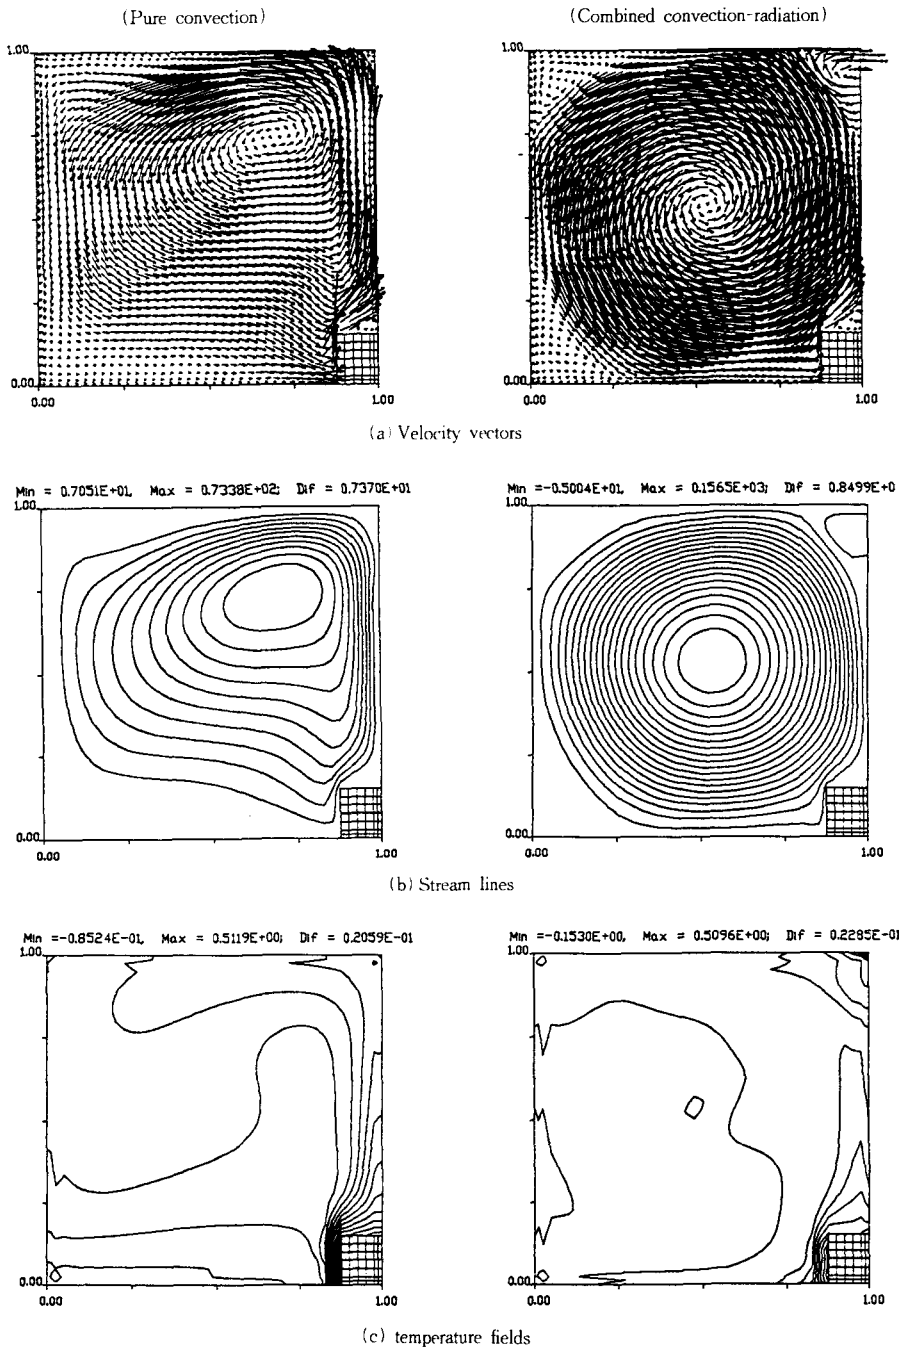 (Pure convection)
(Combined convection-radiation)
1.00
1.00
0.00
0.00
0.00
1.00
0.00
1.00
(a) Velocity vectors
Min = 0.7051E+01, Max = 0.7338E+02; Dif = 0.7370E+01
Min =-0.5004E+01, Max = 0.1565E+03; Dif = 0.8499E+0
1.00
1.00
0.00
0.00
0.00
1.00
0.00
1.00
(b) Stream lines
Min =-0.8524E-01, Max = 0.5119E+00; Dif = 0.2059E-01
Min =-0.1530E+00, Max = 0.5096E+00; Dif = 0.2285E-01
1.00
1.00
0.00
0.00
0.00
1.00
0.00
1.00
(c) temperature fields